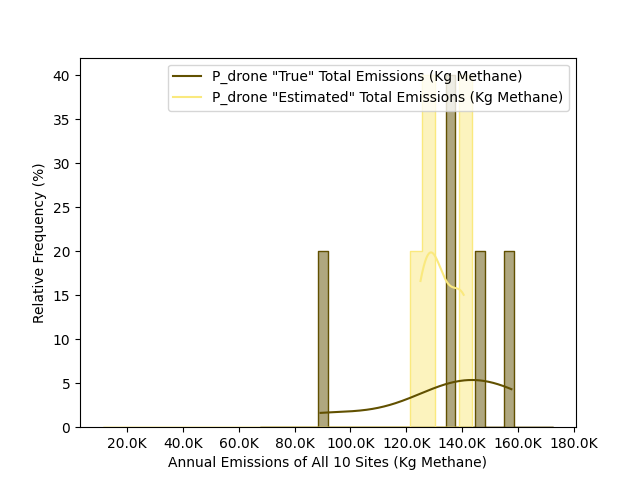 P_drone "True" Total Emissions (Kg Methane)
P_drone "Estimated" Total Emissions (Kg Methane)
40
35
30
25
20
15
10
5
0
Relative Frequency (%)
20.0K 40.0K 60.0K 80.0K 100.0K 120.0K 140.0K 160.0K 180.0K
Annual Emissions of All 10 Sites (Kg Methane)